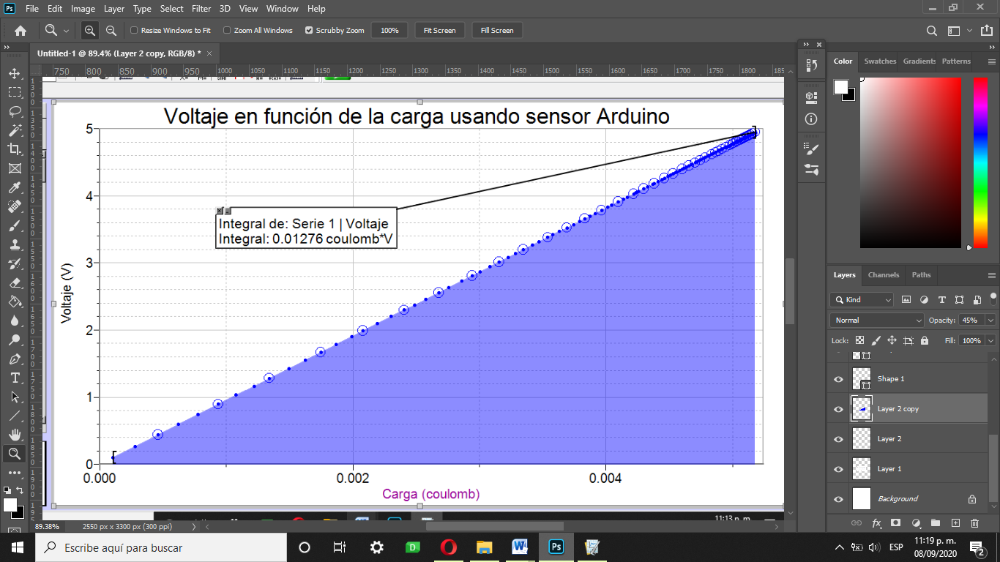 Ps File Edit Image Layer Type Select Filter 3D View Window Help
Resize Windows to Fit Zoom All Windows Scrubby Zoom 100% Fit Screen Fill Screen
Untitled-1 @ 89.4% (Layer 2 copy, RGB/8) * ×
750 800 850 900 950 1000 1050 1100 1150 1200 1250 1300 1350 1400 1450 1500 1550 1600 1650 1700 1750 1800 185
Voltaje en función de la carga usando sensor Arduino
5
4
3
2
1
0
Voltaje (V)
Integral de: Serie 1 | Voltaje
Integral: 0.01276 coulomb*V
0.000 0.002 0.004
Carga (coulomb)
11:13 p. m.
89.38% 2550 px x 3300 px (300 ppi)
Color Swatches Gradients Patterns
Layers Channels Paths
Kind
Normal Opacity: 45%
Lock: Fill: 100%
Shape 1
Layer 2 copy
Layer 2
Layer 1
Background
fx
Escribe aquí para buscar
D
W
Ps
ESP
11:19 p. m.
08/09/2020
2